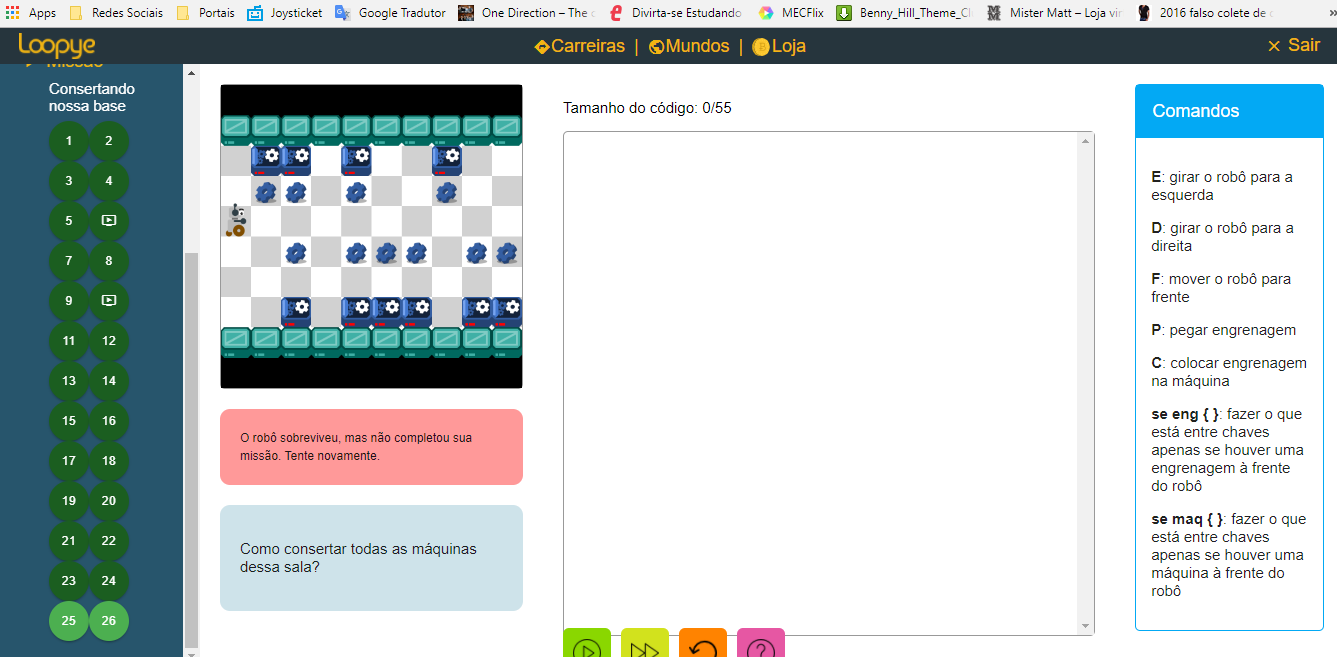 Apps Redes Sociais Portais Joysticket Google Tradutor One Direction – The Divirta-se Estudando MECFlix Benny_Hill_Theme_Cl Mister Matt – Loja vir 2016 falso colete de
Loopye Carreiras | Mundos | Loja × Sair
Missão
Consertando
nossa base
1 2
3 4
5
7 8
9
11 12
13 14
15 16
17 18
19 20
21 22
23 24
25 26
O robô sobreviveu, mas não completou sua
missão. Tente novamente.
Como consertar todas as máquinas
dessa sala?
Tamanho do código: 0/55
Comandos
E: girar o robô para a
esquerda
D: girar o robô para a
direita
F: mover o robô para
frente
P: pegar engrenagem
C: colocar engrenagem
na máquina
se eng { }: fazer o que
está entre chaves
apenas se houver uma
engrenagem à frente
do robô
se maq { }: fazer o que
está entre chaves
apenas se houver uma
máquina à frente do
robô